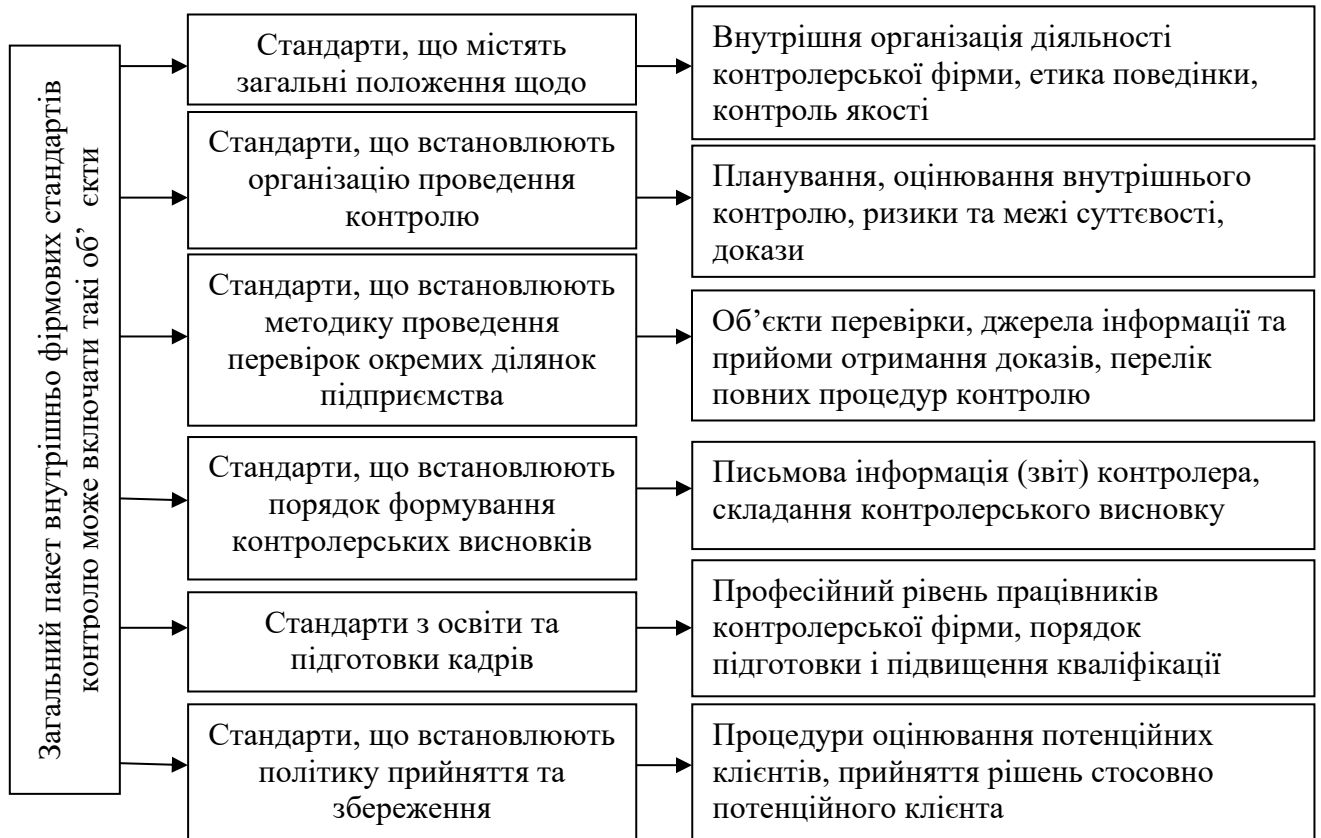 Загальний пакет внутрішньо фірмових стандартів
контролю може включати такі об’ єкти
Стандарти, що містять
загальні положення щодо
Внутрішня організація діяльності
контролерської фірми, етика поведінки,
контроль якості
Стандарти, що встановлюють
організацію проведення
контролю
Планування, оцінювання внутрішнього
контролю, ризики та межі суттєвості,
докази
Стандарти, що встановлюють
методику проведення
перевірок окремих ділянок
підприємства
Об’єкти перевірки, джерела інформації та
прийоми отримання доказів, перелік
повних процедур контролю
Стандарти, що встановлюють
порядок формування
контролерських висновків
Письмова інформація (звіт) контролера,
складання контролерського висновку
Стандарти з освіти та
підготовки кадрів
Професійний рівень працівників
контролерської фірми, порядок
підготовки і підвищення кваліфікації
Стандарти, що встановлюють
політику прийняття та
збереження
Процедури оцінювання потенційних
клієнтів, прийняття рішень стосовно
потенційного клієнта